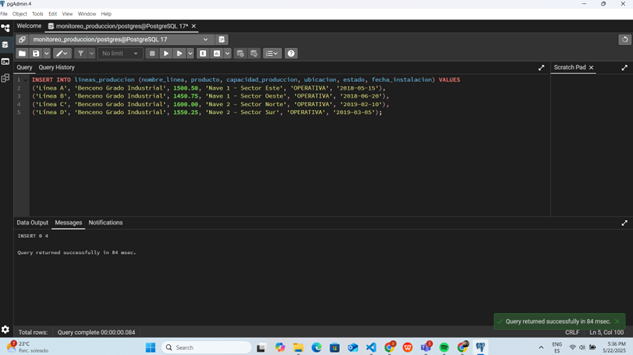 pgAdmin 4
File Object Tools Edit View Window Help
Welcome monitoreo_produccion/postgres@PostgreSQL 17* X
monitoreo_produccion/postgres@PostgreSQL 17
No limit
Query Query History
Scratch Pad X
1 INSERT INTO lineas_produccion (nombre_linea, producto, capacidad_produccion, ubicacion, estado, fecha_instalacion) VALUES
2 ('Línea A', 'Benceno Grado Industrial', 1500.50, 'Nave 1 - Sector Este', 'OPERATIVA', '2018-05-15'),
3 ('Línea B', 'Benceno Grado Industrial', 1450.75, 'Nave 1 - Sector Oeste', 'OPERATIVA', '2018-06-20'),
4 ('Línea C', 'Benceno Grado Industrial', 1600.00, 'Nave 2 - Sector Norte', 'OPERATIVA', '2019-02-10'),
5 ('Línea D', 'Benceno Grado Industrial', 1550.25, 'Nave 2 - Sector Sur', 'OPERATIVA', '2019-03-05');
Data Output Messages Notifications
INSERT 0 4
Query returned successfully in 84 msec.
Query returned successfully in 84 msec. X
Total rows: Query complete 00:00:00.084 CRLF Ln 5, Col 100
23°C
Parc. soleado
Search
ENG
ES
5:36 PM
5/22/2025